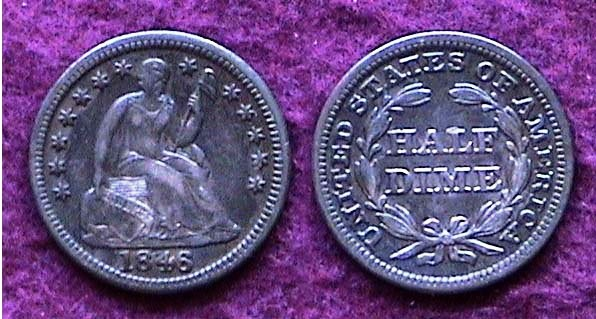 1846
UNITED STATES OF AMERICA
HALF
DIME